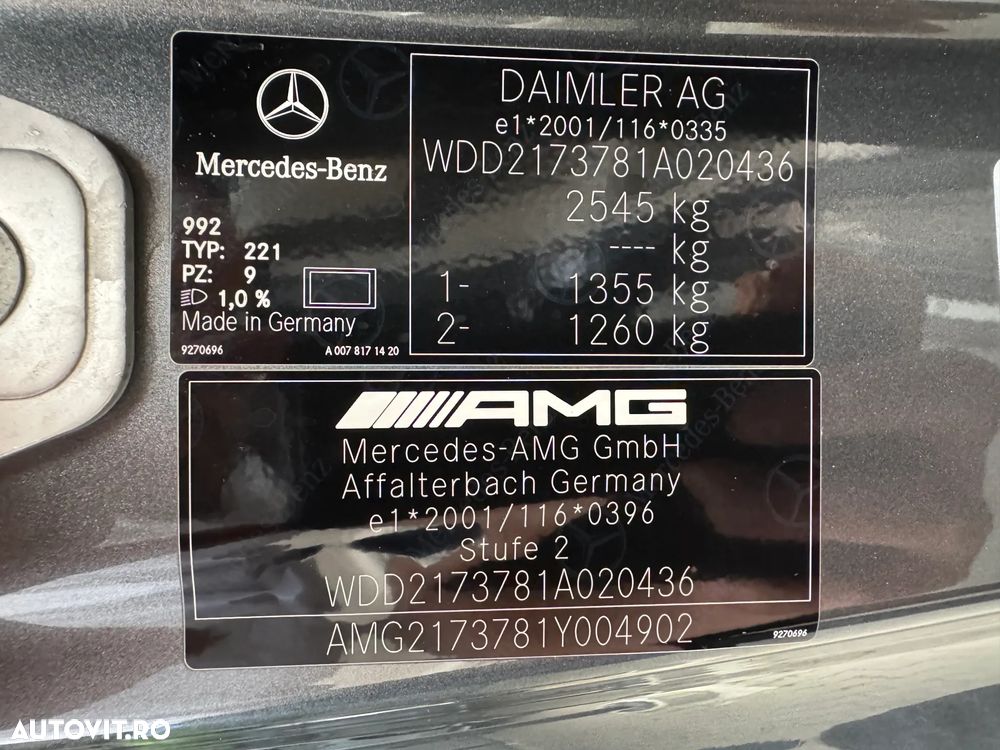 Mercedes-Benz
992
TYP: 221
PZ: 9
1,0 %
Made in Germany
9270696
A 007 817 14 20
DAIMLER AG
e1*2001/116*0335
WDD2173781A020436
2545 kg
---- kg
1- 1355 kg
2- 1260 kg
AMG
Mercedes-AMG GmbH
Affalterbach Germany
e1*2001/116*0396
Stufe 2
WDD2173781A020436
AMG2173781Y004902
9270696
AUTOVIT.RO